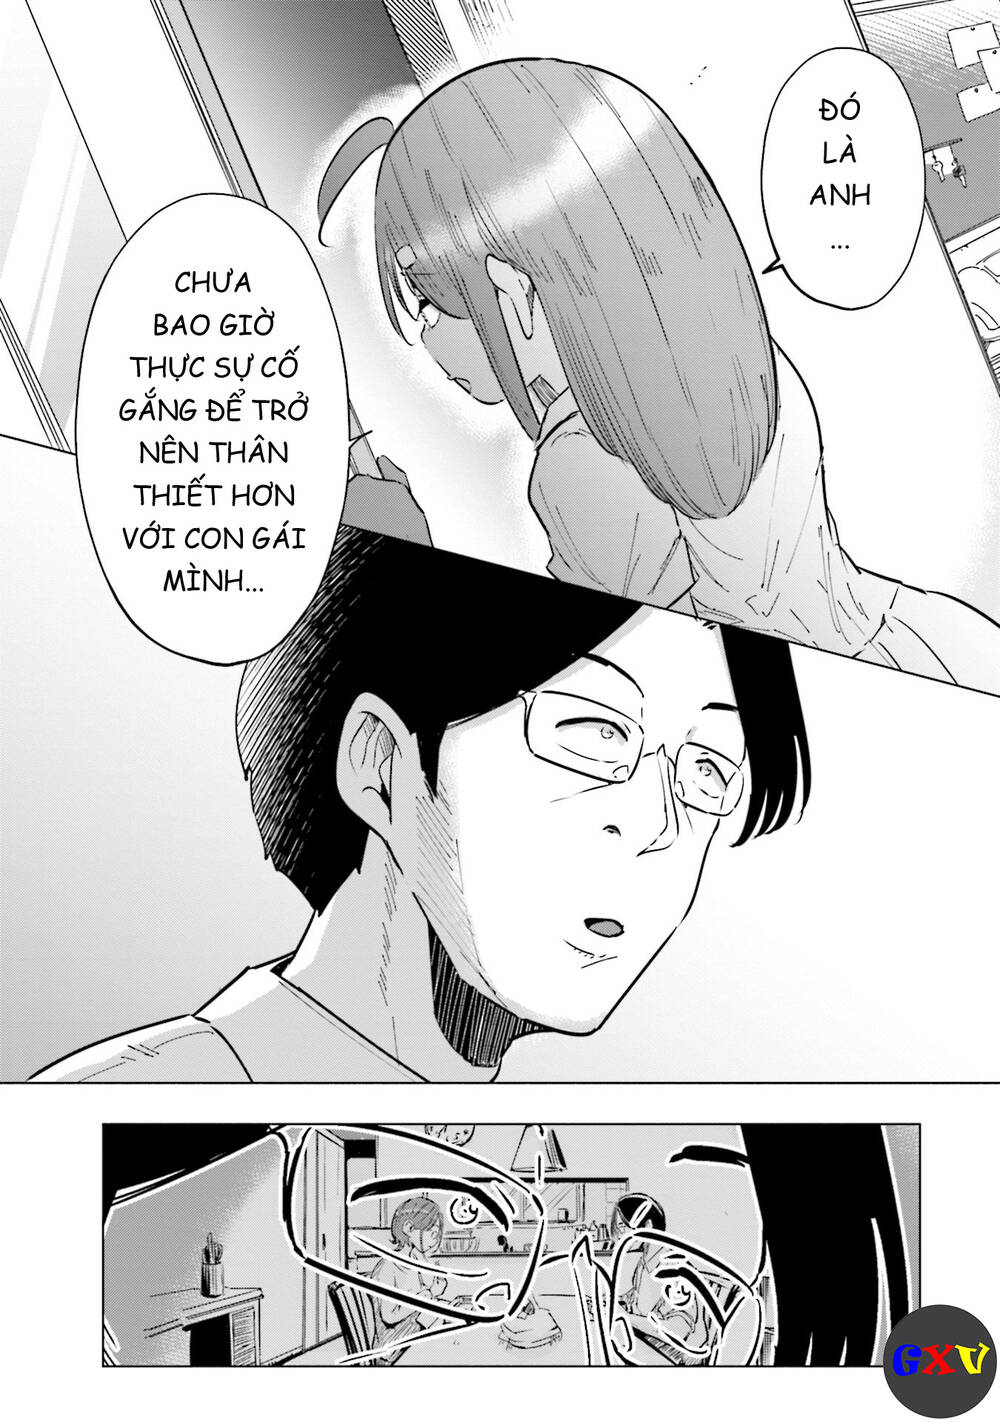 ĐÓ
LÀ
ANH
...
CHƯA
BAO GIỜ
THỰC SỰ CỐ
GẮNG ĐỂ TRỞ
NÊN THÂN
THIẾT HƠN
VỚI CON GÁI
MÌNH...
GXV